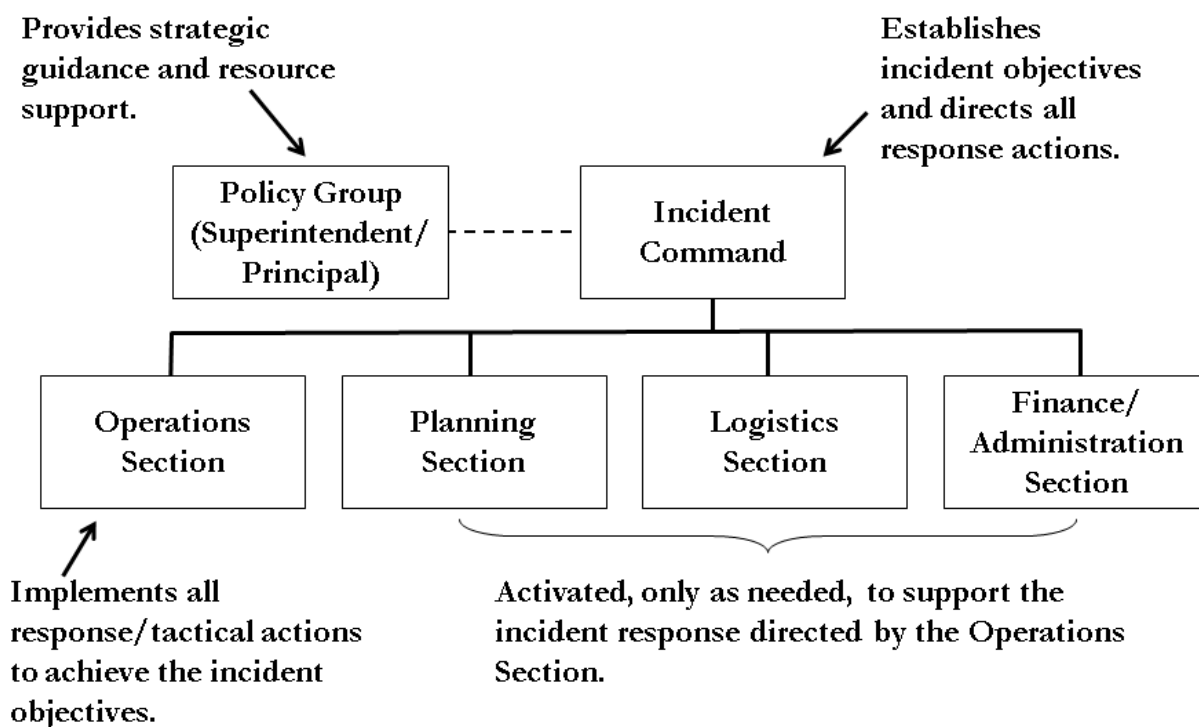 Provides strategic
guidance and resource
support.
Establishes
incident objectives
and directs all
response actions.
Policy Group
(Superintendent/
Principal)
Incident
Command
Operations
Section
Planning
Section
Logistics
Section
Finance/
Administration
Section
Implements all
response/tactical actions
to achieve the incident
objectives.
Activated, only as needed, to support the
incident response directed by the Operations
Section.